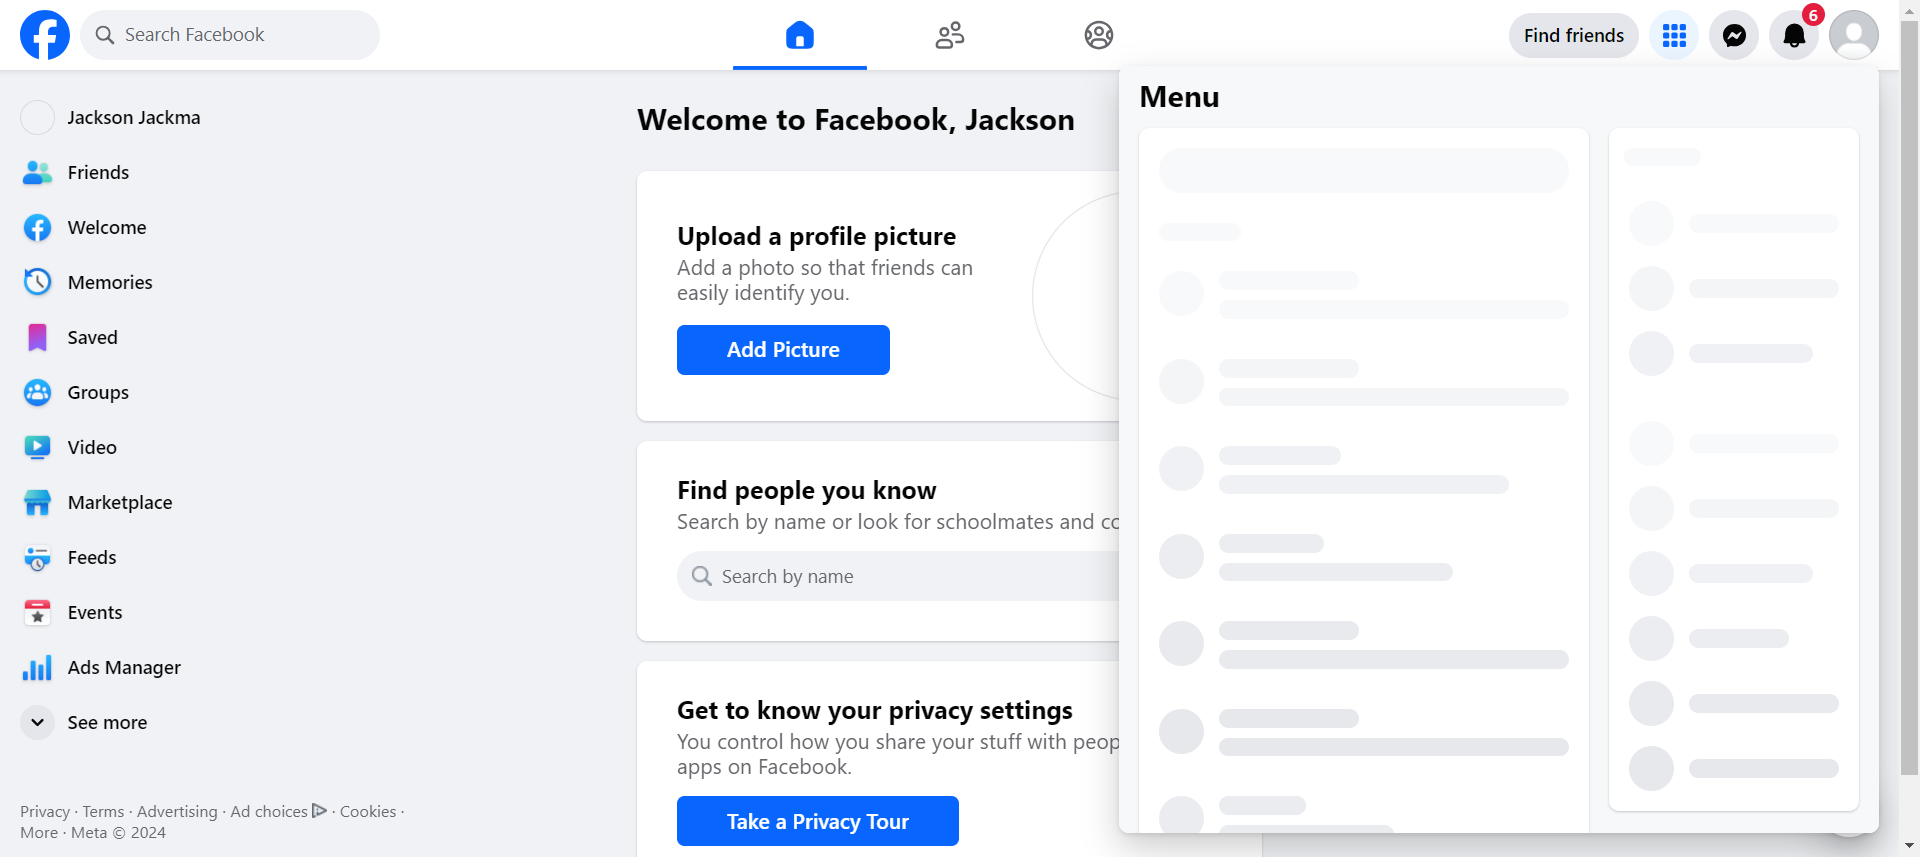 Search Facebook
Find friends
6
Menu
Jackson Jackma
Friends
Welcome
Memories
Saved
Groups
Video
Marketplace
Feeds
Events
Ads Manager
See more
Privacy · Terms · Advertising · Ad choices · Cookies ·
More · Meta © 2024
Welcome to Facebook, Jackson
Upload a profile picture
Add a photo so that friends can
easily identify you.
Add Picture
Find people you know
Search by name or look for schoolmates and co
Search by name
Get to know your privacy settings
You control how you share your stuff with peop
apps on Facebook.
Take a Privacy Tour